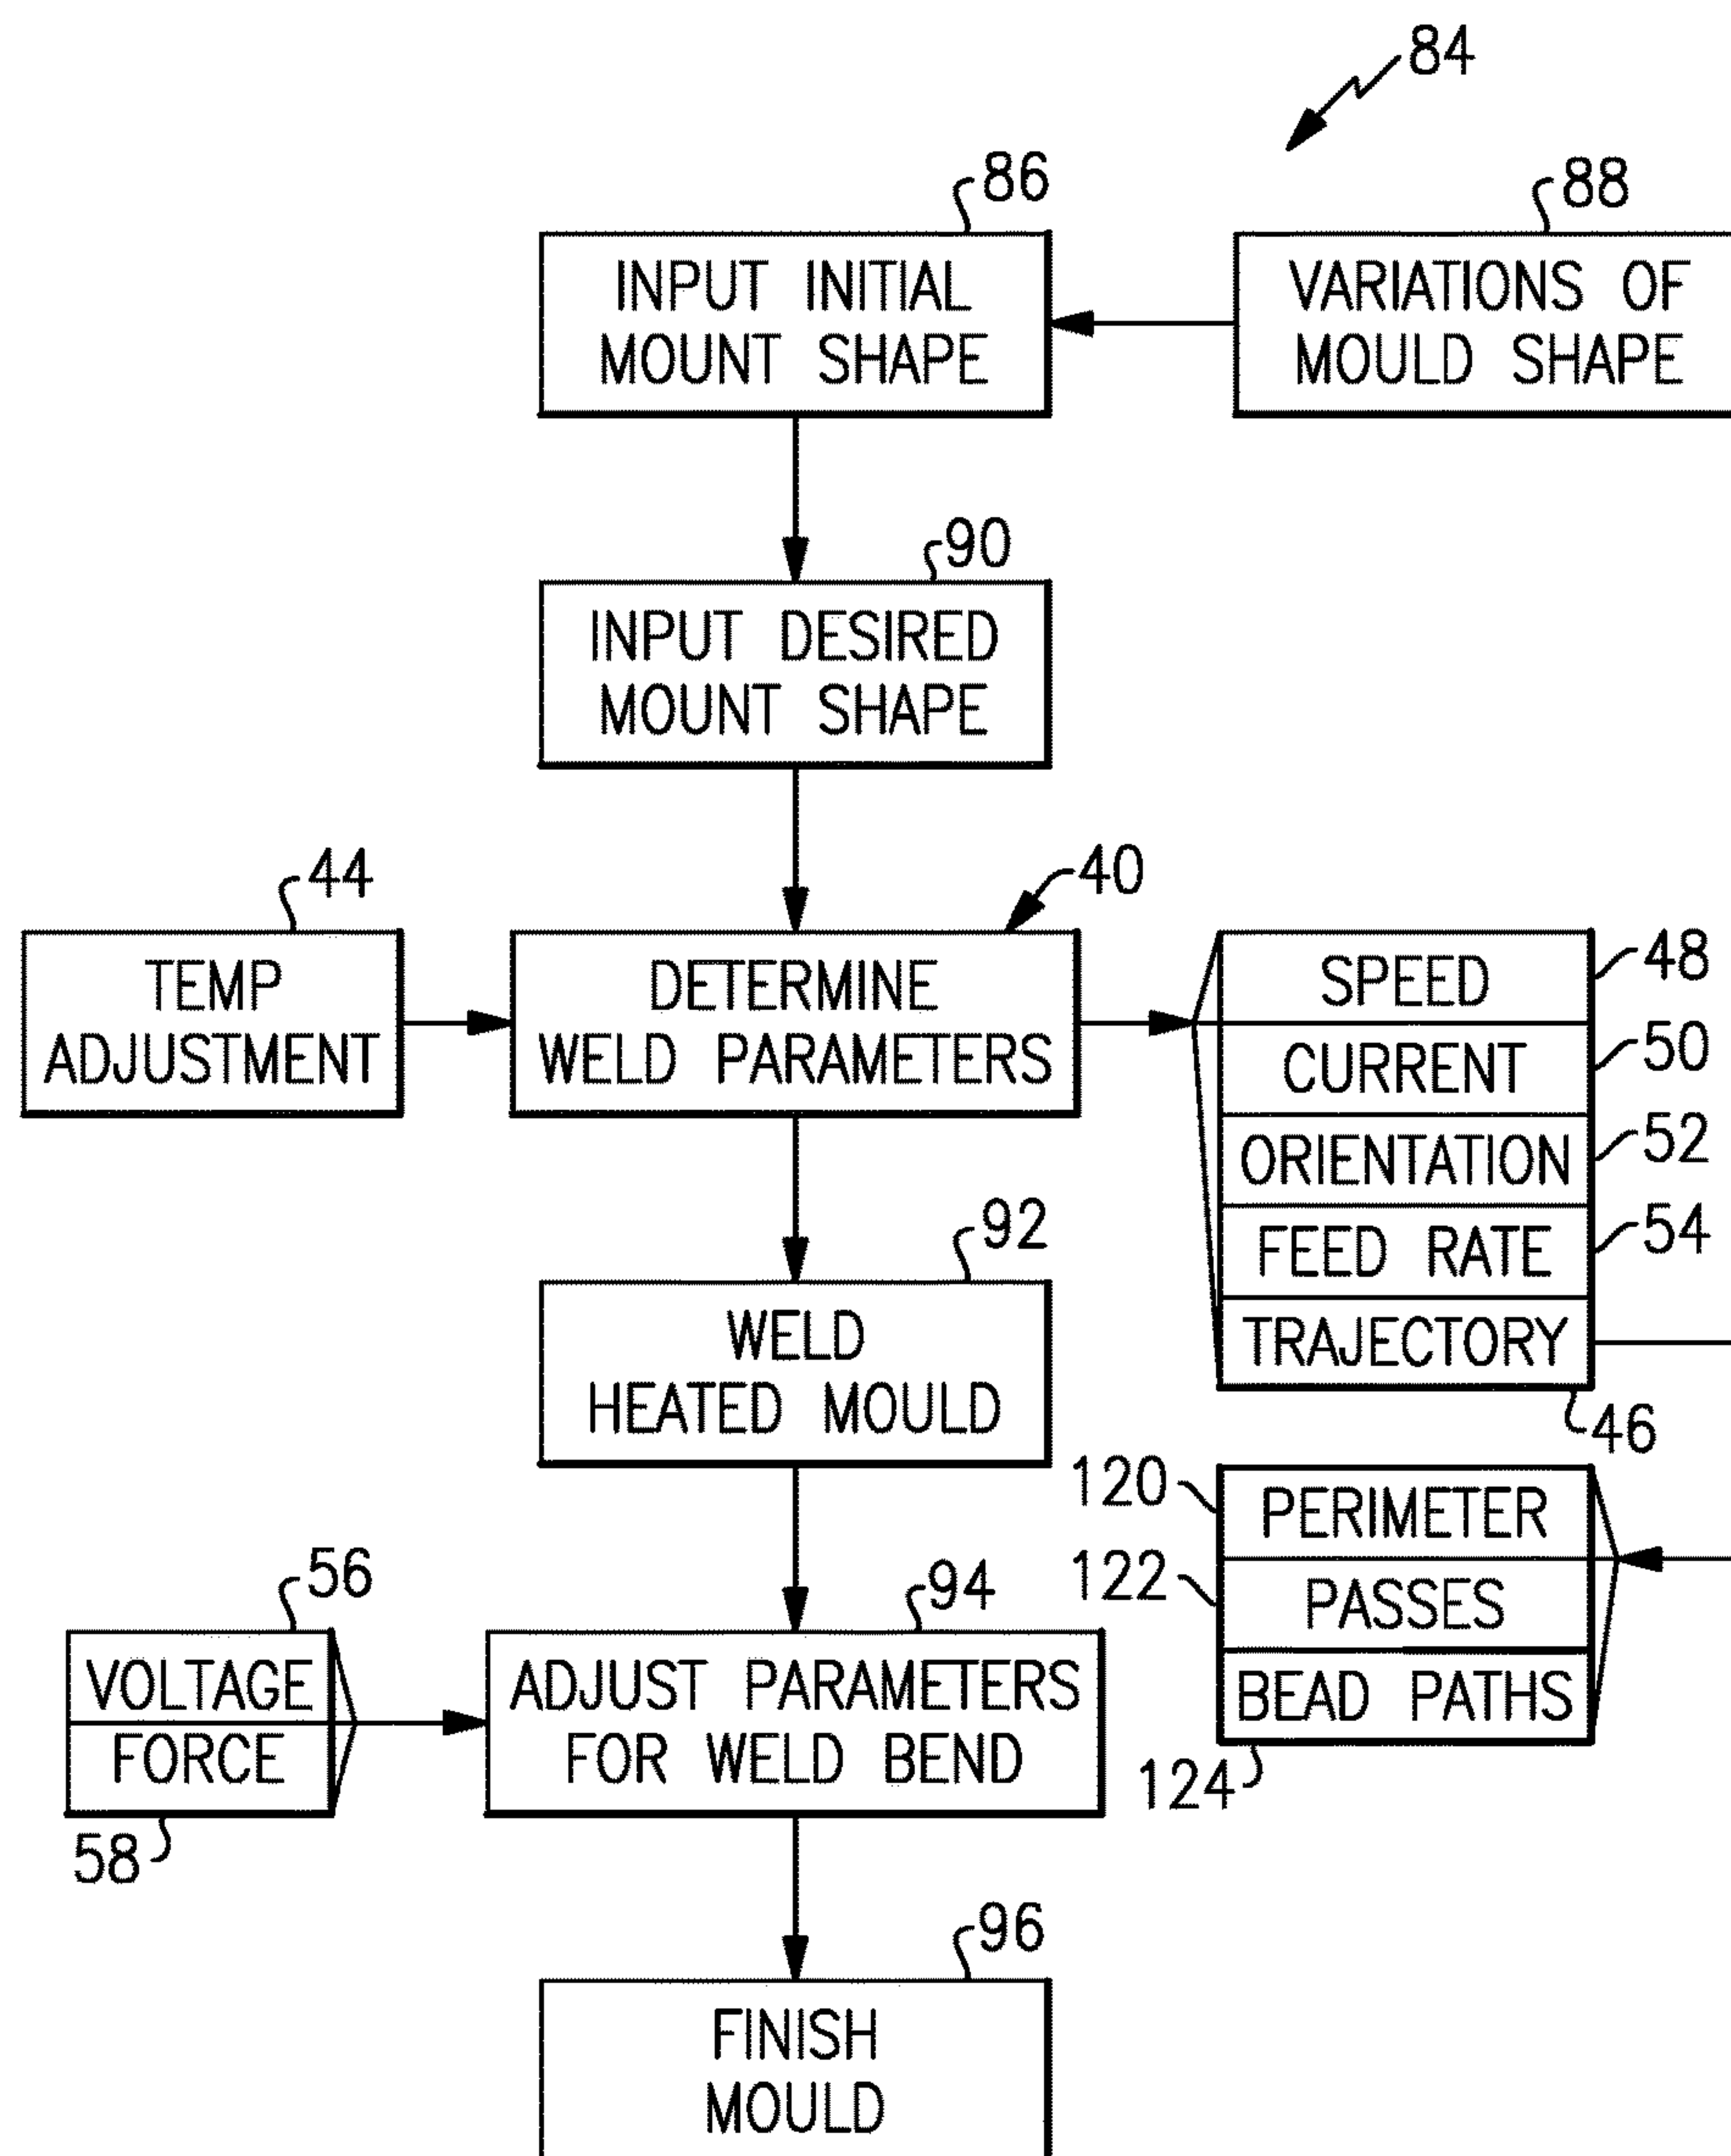 84
86
88
INPUT INITIAL
MOUNT SHAPE
VARIATIONS OF
MOULD SHAPE
90
INPUT DESIRED
MOUNT SHAPE
44
40
TEMP
ADJUSTMENT
DETERMINE
WELD PARAMETERS
SPEED
48
CURRENT
50
ORIENTATION
52
FEED RATE
54
TRAJECTORY
46
92
WELD
HEATED MOULD
120
PERIMETER
122
PASSES
BEAD PATHS
124
56
VOLTAGE
FORCE
58
94
ADJUST PARAMETERS
FOR WELD BEND
96
FINISH
MOULD